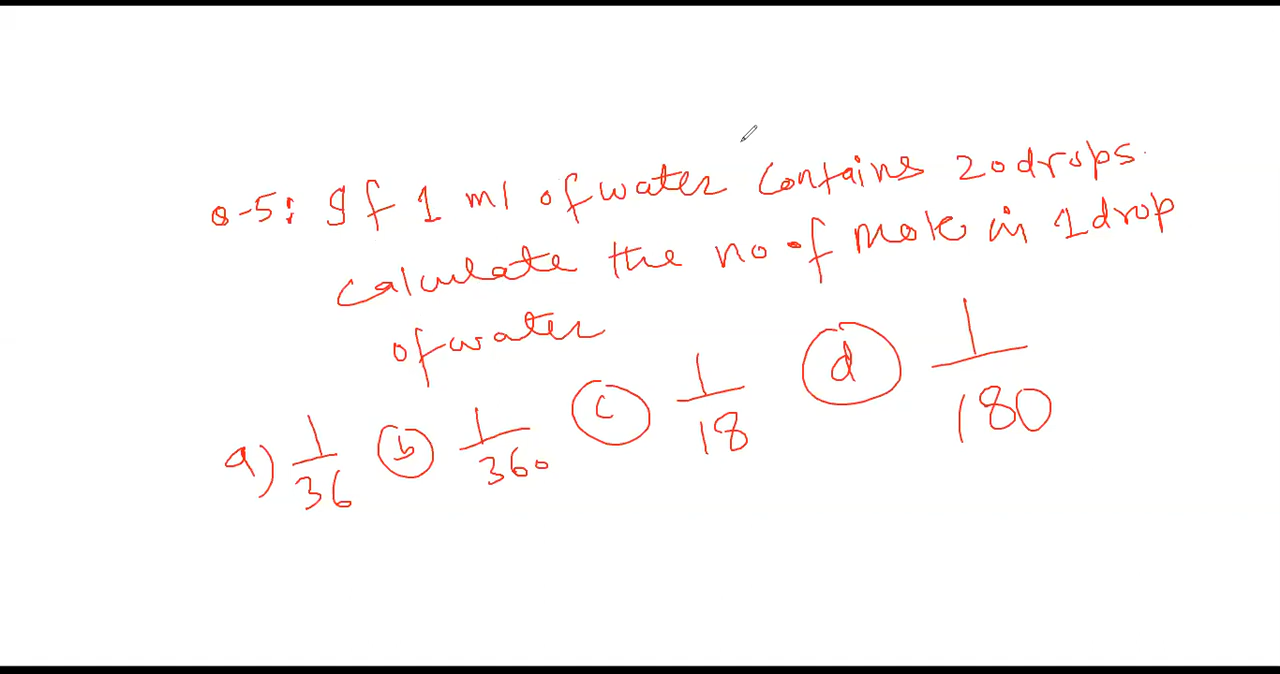 Q-5: If 1 ml of water contains 20 drops.
Calculate the no. of mole in 1 drop
of water
a) 1/36 (b) 1/360 (c) 1/18 (d) 1/180